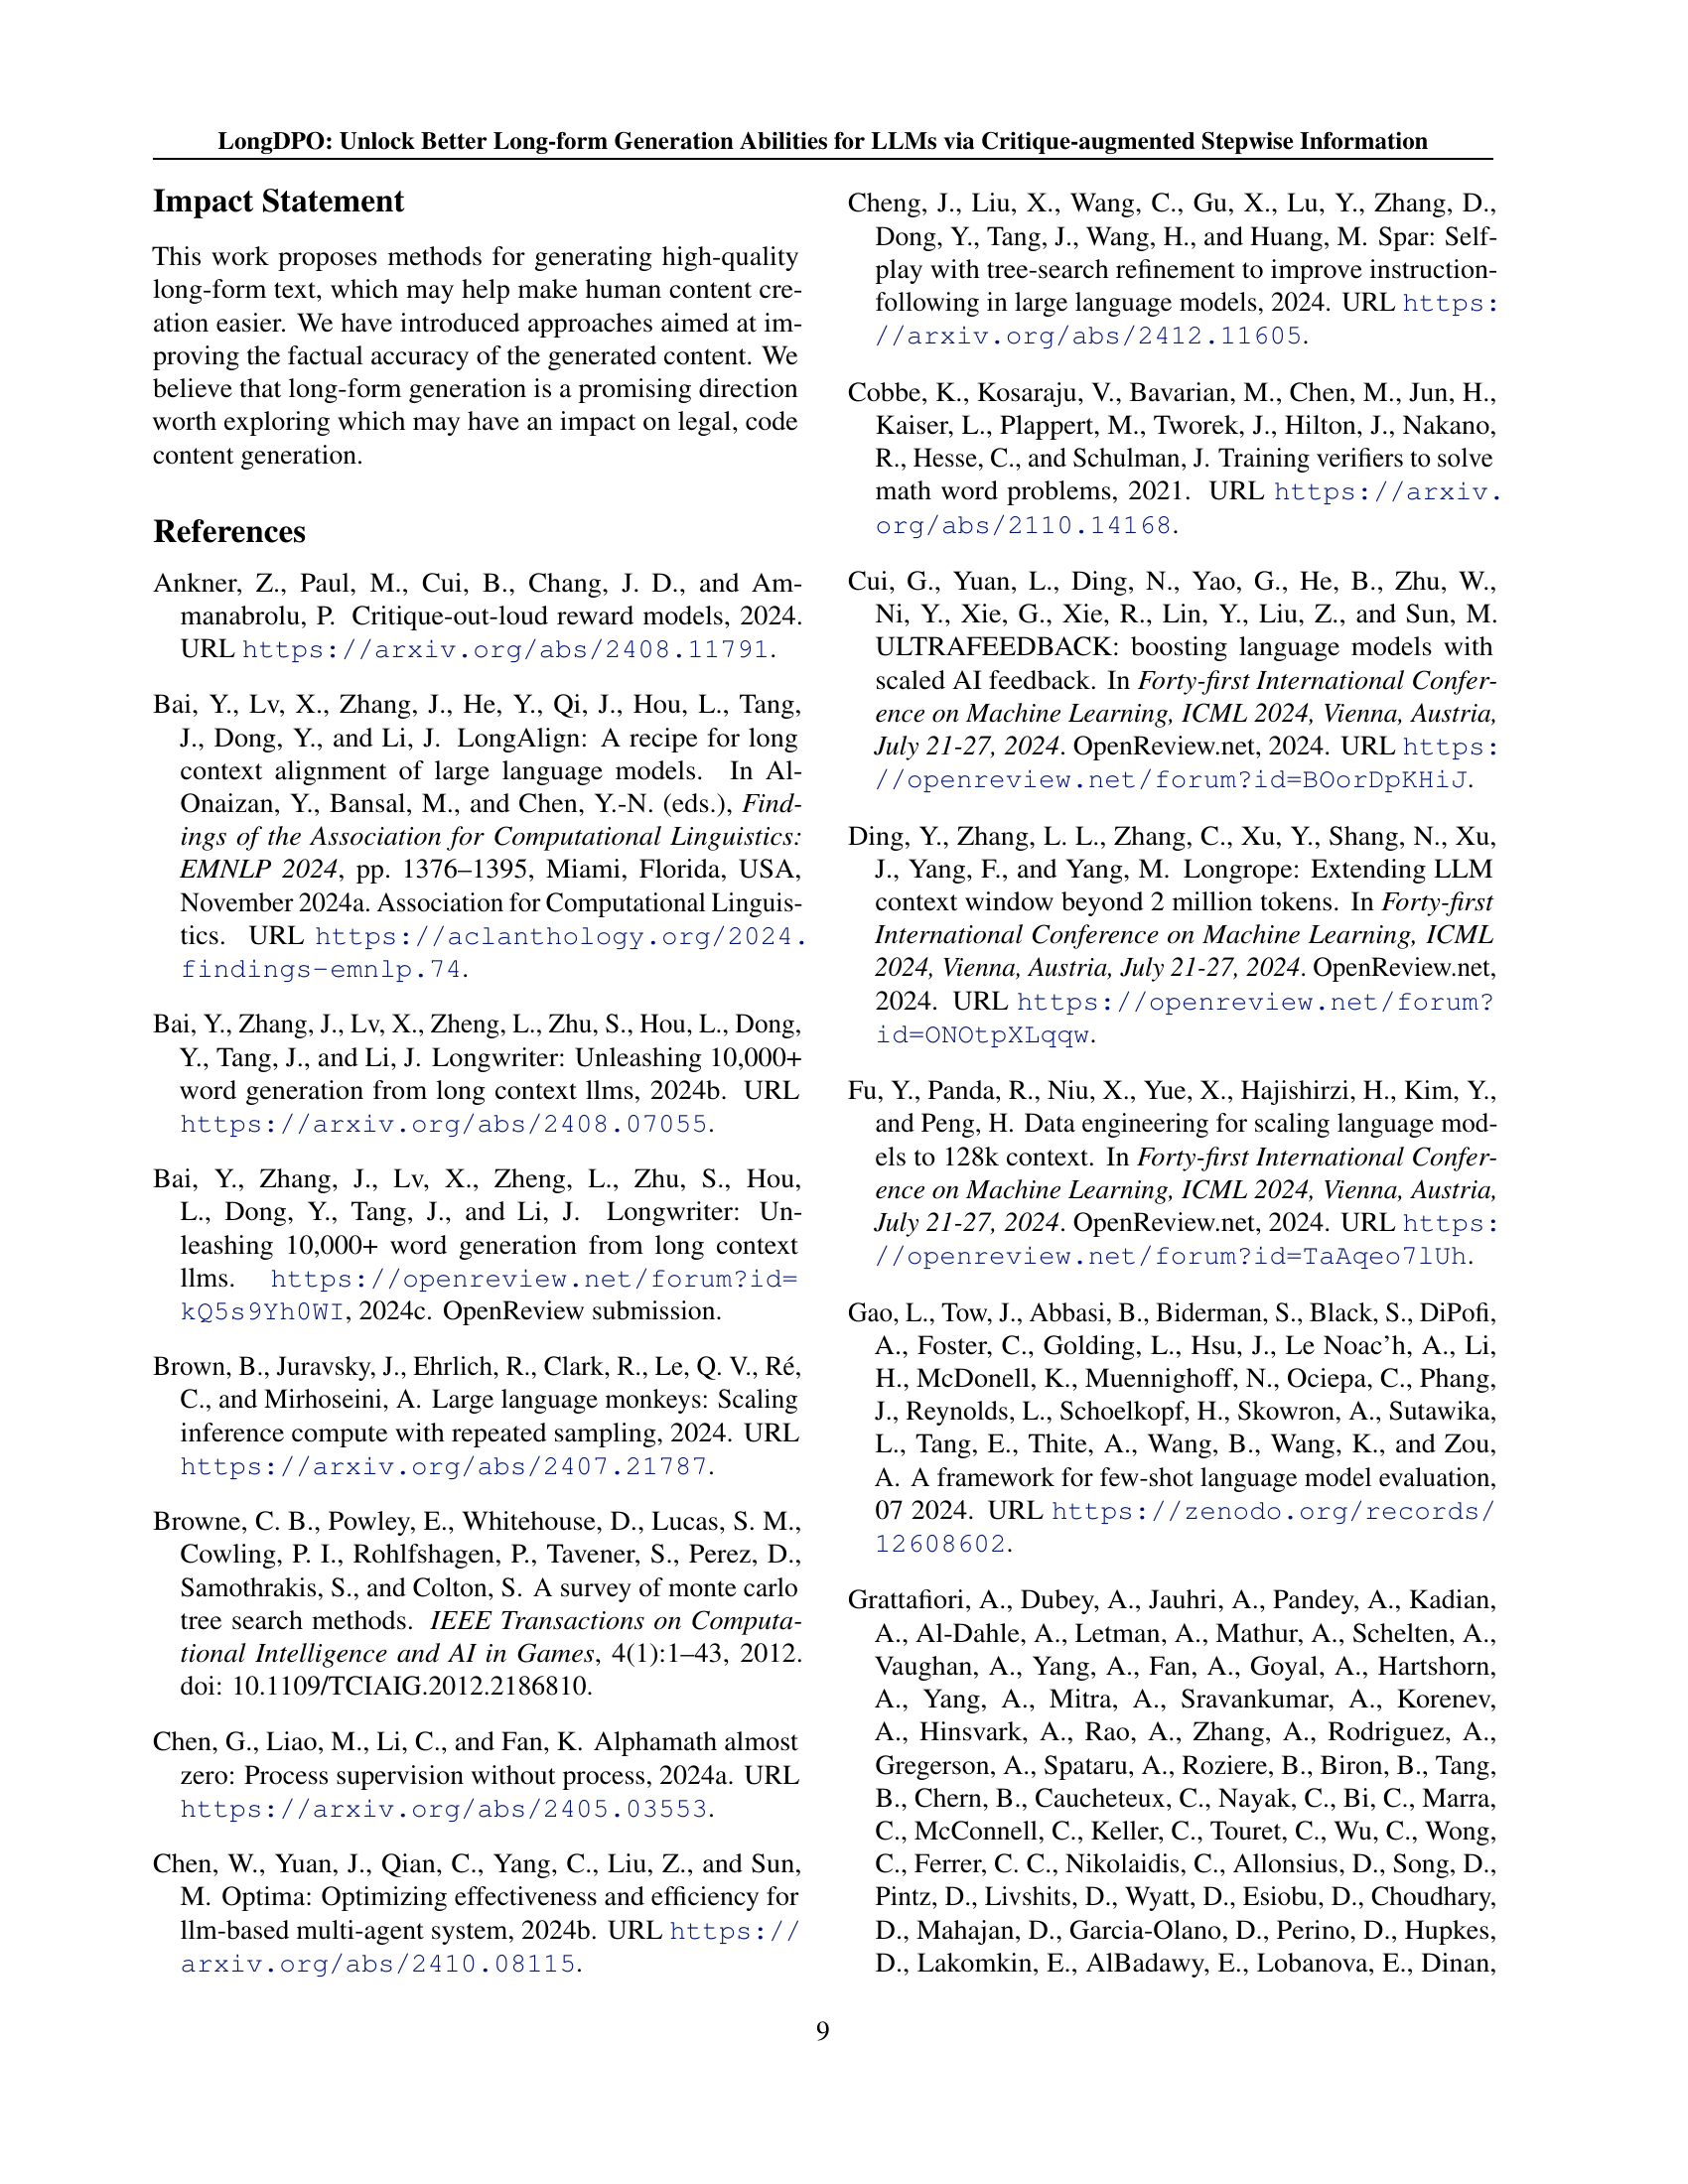 LongDPO: Unlock Better Long-form Generation Abilities for LLMs via Critique-augmented Stepwise Information
Impact Statement
This work proposes methods for generating high-quality
long-form text, which may help make human content cre-
ation easier. We have introduced approaches aimed at im-
proving the factual accuracy of the generated content. We
believe that long-form generation is a promising direction
worth exploring which may have an impact on legal, code
content generation.
References
Ankner, Z., Paul, M., Cui, B., Chang, J. D., and Am-
manabrolu, P. Critique-out-loud reward models, 2024.
URL https://arxiv.org/abs/2408.11791.
Bai, Y., Lv, X., Zhang, J., He, Y., Qi, J., Hou, L., Tang,
J., Dong, Y., and Li, J. LongAlign: A recipe for long
context alignment of large language models. In Al-
Onaizan, Y., Bansal, M., and Chen, Y.-N. (eds.), Find-
ings of the Association for Computational Linguistics:
EMNLP 2024, pp. 1376–1395, Miami, Florida, USA,
November 2024a. Association for Computational Linguis-
tics. URL https://aclanthology.org/2024.
findings-emnlp.74.
Bai, Y., Zhang, J., Lv, X., Zheng, L., Zhu, S., Hou, L., Dong,
Y., Tang, J., and Li, J. Longwriter: Unleashing 10,000+
word generation from long context llms, 2024b. URL
https://arxiv.org/abs/2408.07055.
Bai, Y., Zhang, J., Lv, X., Zheng, L., Zhu, S., Hou,
L., Dong, Y., Tang, J., and Li, J. Longwriter: Un-
leashing 10,000+ word generation from long context
llms. https://openreview.net/forum?id=
kQ5s9Yh0WI, 2024c. OpenReview submission.
Brown, B., Juravsky, J., Ehrlich, R., Clark, R., Le, Q. V., Ré,
C., and Mirhoseini, A. Large language monkeys: Scaling
inference compute with repeated sampling, 2024. URL
https://arxiv.org/abs/2407.21787.
Browne, C. B., Powley, E., Whitehouse, D., Lucas, S. M.,
Cowling, P. I., Rohlfshagen, P., Tavener, S., Perez, D.,
Samothrakis, S., and Colton, S. A survey of monte carlo
tree search methods. IEEE Transactions on Computa-
tional Intelligence and AI in Games, 4(1):1–43, 2012.
doi: 10.1109/TCIAIG.2012.2186810.
Chen, G., Liao, M., Li, C., and Fan, K. Alphamath almost
zero: Process supervision without process, 2024a. URL
https://arxiv.org/abs/2405.03553.
Chen, W., Yuan, J., Qian, C., Yang, C., Liu, Z., and Sun,
M. Optima: Optimizing effectiveness and efficiency for
llm-based multi-agent system, 2024b. URL https://
arxiv.org/abs/2410.08115.
Cheng, J., Liu, X., Wang, C., Gu, X., Lu, Y., Zhang, D.,
Dong, Y., Tang, J., Wang, H., and Huang, M. Spar: Self-
play with tree-search refinement to improve instruction-
following in large language models, 2024. URL https:
//arxiv.org/abs/2412.11605.
Cobbe, K., Kosaraju, V., Bavarian, M., Chen, M., Jun, H.,
Kaiser, L., Plappert, M., Tworek, J., Hilton, J., Nakano,
R., Hesse, C., and Schulman, J. Training verifiers to solve
math word problems, 2021. URL https://arxiv.
org/abs/2110.14168.
Cui, G., Yuan, L., Ding, N., Yao, G., He, B., Zhu, W.,
Ni, Y., Xie, G., Xie, R., Lin, Y., Liu, Z., and Sun, M.
ULTRAFEEDBACK: boosting language models with
scaled AI feedback. In Forty-first International Confer-
ence on Machine Learning, ICML 2024, Vienna, Austria,
July 21-27, 2024. OpenReview.net, 2024. URL https:
//openreview.net/forum?id=BOorDpKHiJ.
Ding, Y., Zhang, L. L., Zhang, C., Xu, Y., Shang, N., Xu,
J., Yang, F., and Yang, M. Longrope: Extending LLM
context window beyond 2 million tokens. In Forty-first
International Conference on Machine Learning, ICML
2024, Vienna, Austria, July 21-27, 2024. OpenReview.net,
2024. URL https://openreview.net/forum?
id=ONOtpXLqqw.
Fu, Y., Panda, R., Niu, X., Yue, X., Hajishirzi, H., Kim, Y.,
and Peng, H. Data engineering for scaling language mod-
els to 128k context. In Forty-first International Confer-
ence on Machine Learning, ICML 2024, Vienna, Austria,
July 21-27, 2024. OpenReview.net, 2024. URL https:
//openreview.net/forum?id=TaAqeo7lUh.
Gao, L., Tow, J., Abbasi, B., Biderman, S., Black, S., DiPofi,
A., Foster, C., Golding, L., Hsu, J., Le Noac’h, A., Li,
H., McDonell, K., Muennighoff, N., Ociepa, C., Phang,
J., Reynolds, L., Schoelkopf, H., Skowron, A., Sutawika,
L., Tang, E., Thite, A., Wang, B., Wang, K., and Zou,
A. A framework for few-shot language model evaluation,
07 2024. URL https://zenodo.org/records/
12608602.
Grattafiori, A., Dubey, A., Jauhri, A., Pandey, A., Kadian,
A., Al-Dahle, A., Letman, A., Mathur, A., Schelten, A.,
Vaughan, A., Yang, A., Fan, A., Goyal, A., Hartshorn,
A., Yang, A., Mitra, A., Sravankumar, A., Korenev,
A., Hinsvark, A., Rao, A., Zhang, A., Rodriguez, A.,
Gregerson, A., Spataru, A., Roziere, B., Biron, B., Tang,
B., Chern, B., Caucheteux, C., Nayak, C., Bi, C., Marra,
C., McConnell, C., Keller, C., Touret, C., Wu, C., Wong,
C., Ferrer, C. C., Nikolaidis, C., Allonsius, D., Song, D.,
Pintz, D., Livshits, D., Wyatt, D., Esiobu, D., Choudhary,
D., Mahajan, D., Garcia-Olano, D., Perino, D., Hupkes,
D., Lakomkin, E., AlBadawy, E., Lobanova, E., Dinan,
9